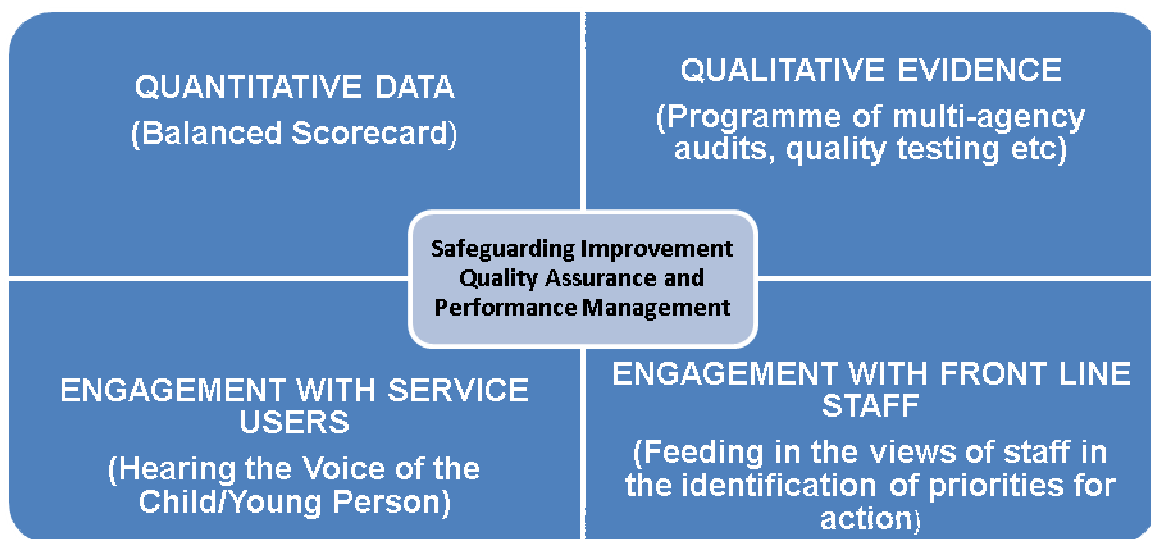 QUANTITATIVE DATA
(Balanced Scorecard)
QUALITATIVE EVIDENCE
(Programme of multi-agency
audits, quality testing etc)
Safeguarding Improvement
Quality Assurance and
Performance Management
ENGAGEMENT WITH SERVICE
USERS
(Hearing the Voice of the
Child/Young Person)
ENGAGEMENT WITH FRONT LINE
STAFF
(Feeding in the views of staff in
the identification of priorities for
action)